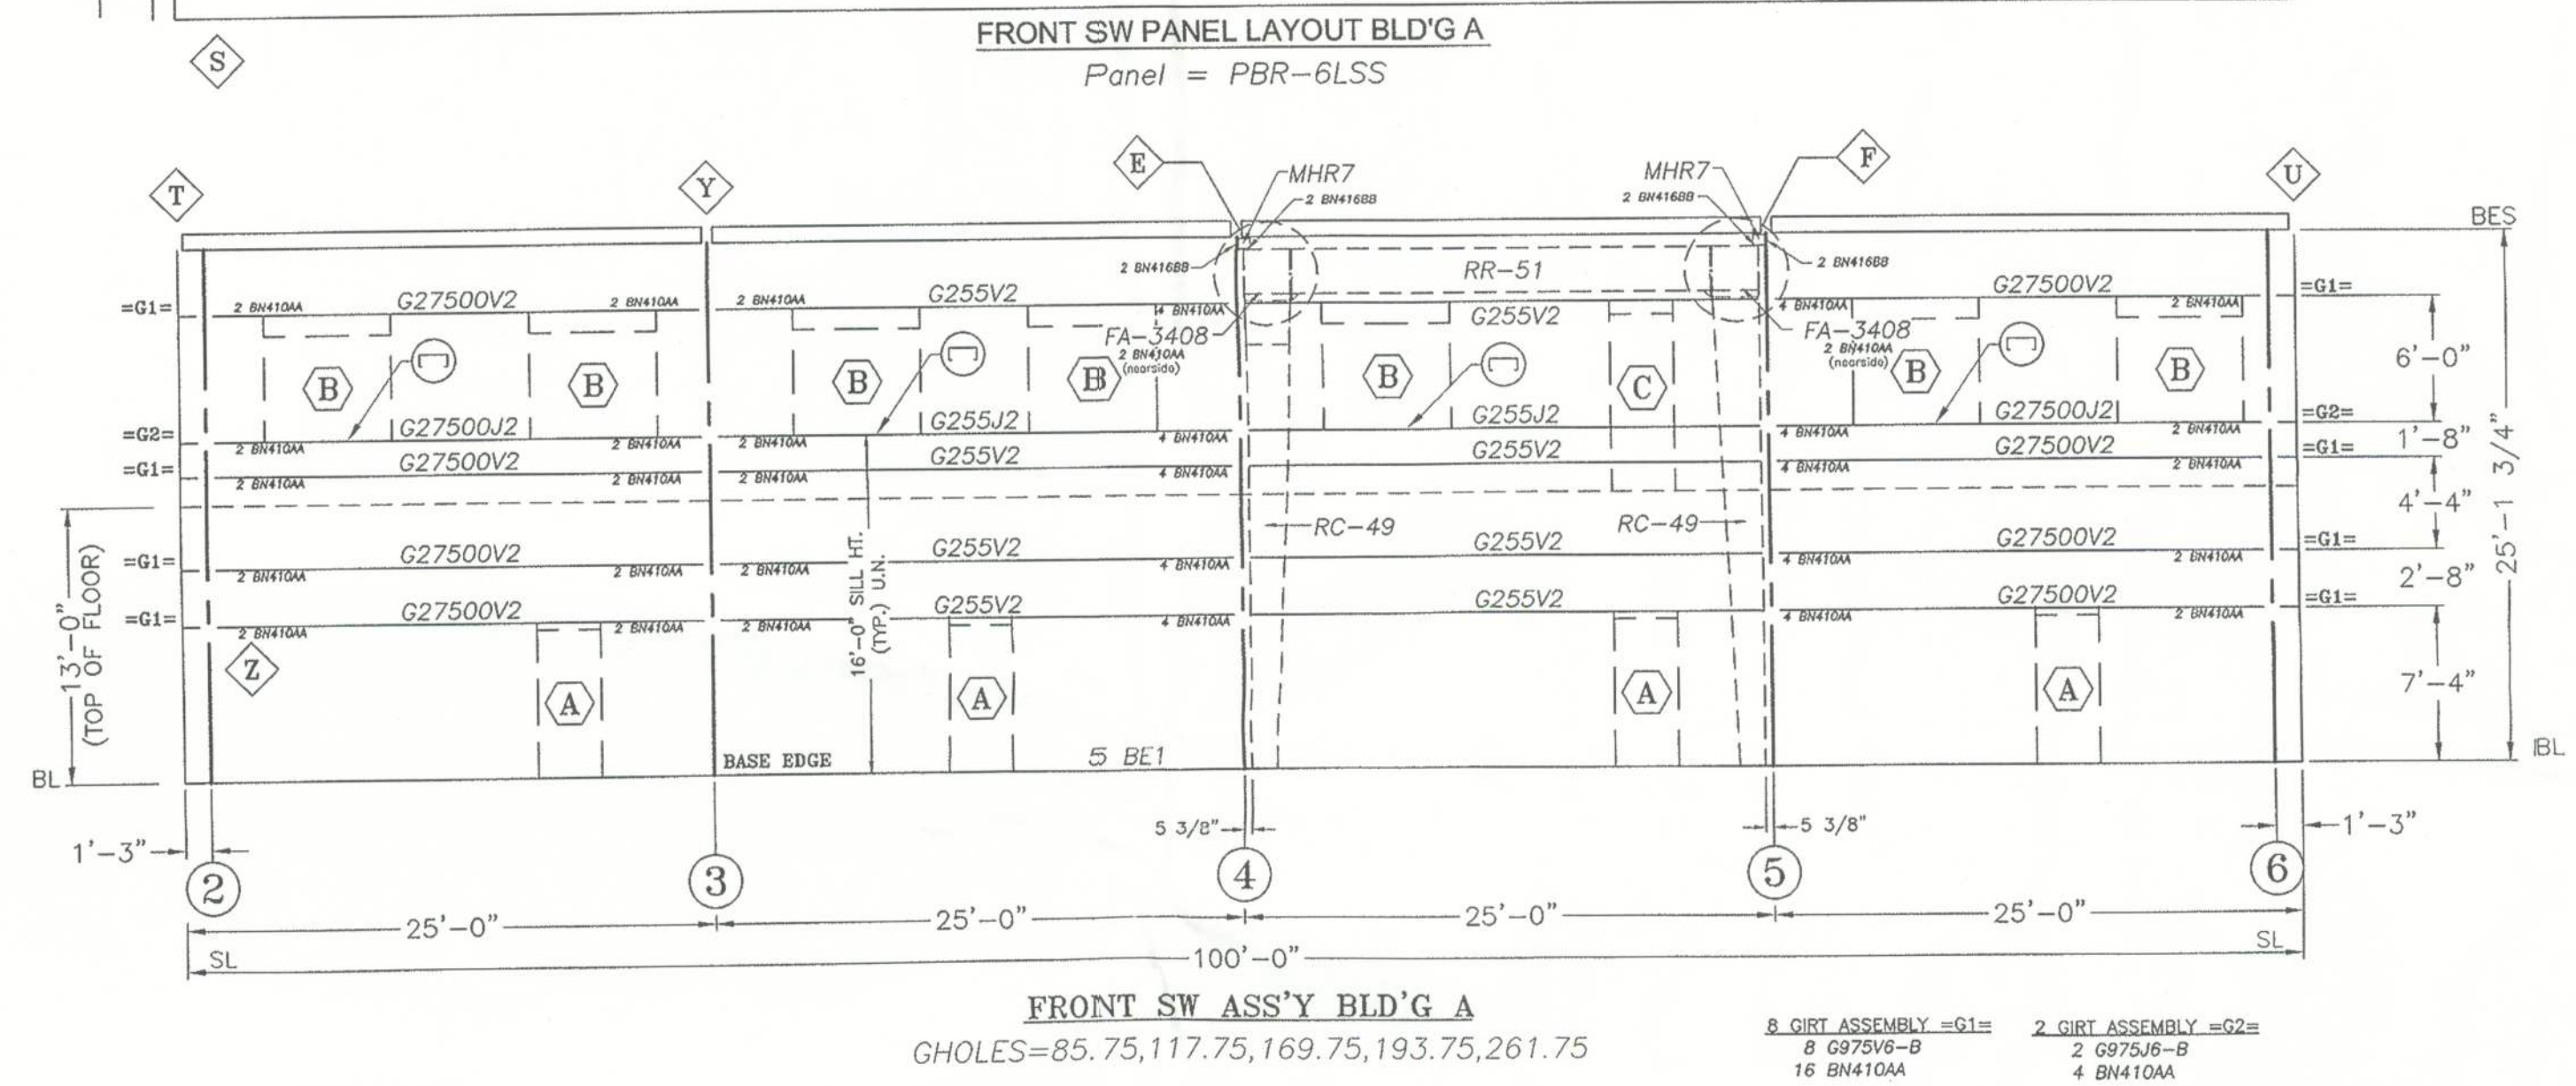 FRONT SW PANEL LAYOUT BLD'G A
S
Panel = PBR-6LSS
T
Y
E
MHR7
2 BN416BB
MHR7
2 BN416BB
F
U
BES
2 BN416BB
RR-51
2 BN416BB
=G1=
2 BN410AA
G27500V2
2 BN410AA
2 BN410AA
G255V2
4 BN410AA
G255V2
4 BN410AA
G27500V2
2 BN410AA
=G1=
FA-3408
2 BN410AA
(nearside)
FA-3408
2 BN410AA
(nearside)
6'-0"
B
B
B
B
B
C
B
B
=G2=
2 BN410AA
G27500J2
2 BN410AA
2 BN410AA
G255J2
4 BN410AA
G255J2
4 BN410AA
G27500J2
2 BN410AA
=G2=
1'-8"
=G1=
2 BN410AA
G27500V2
2 BN410AA
2 BN410AA
G255V2
4 BN410AA
G255V2
4 BN410AA
G27500V2
2 BN410AA
=G1=
4'-4"
25'-1 3/4"
RC-49
RC-49
13'-0"
(TOP OF FLOOR)
16'-0" SILL HT.
(TYP.) U.N.
=G1=
2 BN410AA
G27500V2
2 BN410AA
2 BN410AA
G255V2
4 BN410AA
G255V2
4 BN410AA
G27500V2
2 BN410AA
=G1=
2'-8"
=G1=
2 BN410AA
G27500V2
2 BN410AA
2 BN410AA
G255V2
4 BN410AA
G255V2
4 BN410AA
G27500V2
2 BN410AA
=G1=
7'-4"
Z
A
A
A
A
BL
BASE EDGE
5 BE1
BL
1'-3"
5 3/8"
5 3/8"
1'-3"
2
3
4
5
6
25'-0"
25'-0"
25'-0"
25'-0"
SL
100'-0"
SL
FRONT SW ASS'Y BLD'G A
GHOLES=85.75,117.75,169.75,193.75,261.75
8 GIRT ASSEMBLY =G1=
8 G975V6-B
16 BN410AA
2 GIRT ASSEMBLY =G2=
2 G975J6-B
4 BN410AA